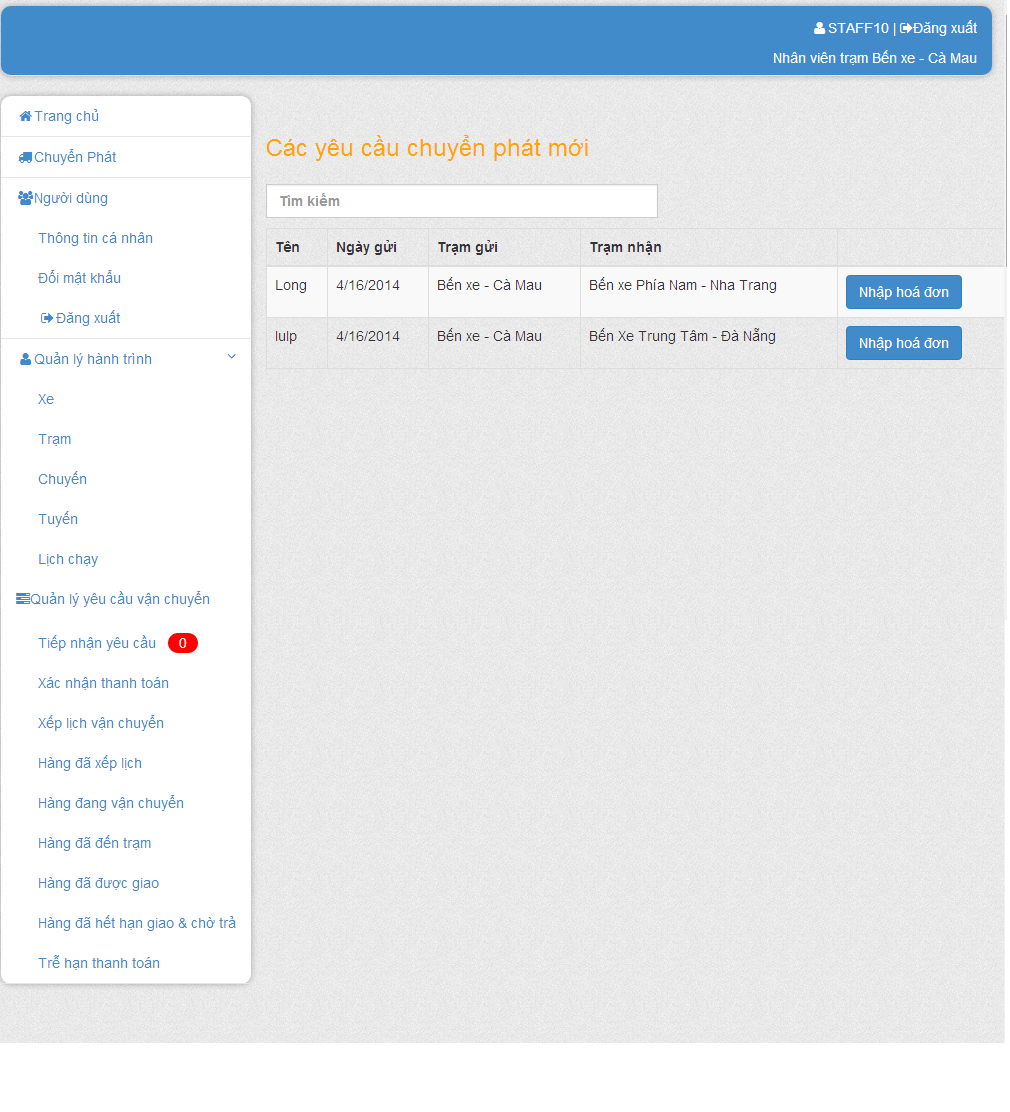 STAFF10 | Đăng xuất
Nhân viên trạm Bến xe - Cà Mau
Trang chủ
Chuyển Phát
Người dùng
Thông tin cá nhân
Đổi mật khẩu
Đăng xuất
Quản lý hành trình
Xe
Trạm
Chuyến
Tuyến
Lịch chạy
Quản lý yêu cầu vận chuyển
Tiếp nhận yêu cầu 0
Xác nhận thanh toán
Xếp lịch vận chuyển
Hàng đã xếp lịch
Hàng đang vận chuyển
Hàng đã đến trạm
Hàng đã được giao
Hàng đã hết hạn giao & chờ trả
Trễ hạn thanh toán
Các yêu cầu chuyển phát mới
Tìm kiếm
Tên Ngày gửi Trạm gửi Trạm nhận
Long 4/16/2014 Bến xe - Cà Mau Bến xe Phía Nam - Nha Trang Nhập hoá đơn
lulp 4/16/2014 Bến xe - Cà Mau Bến Xe Trung Tâm - Đà Nẵng Nhập hoá đơn